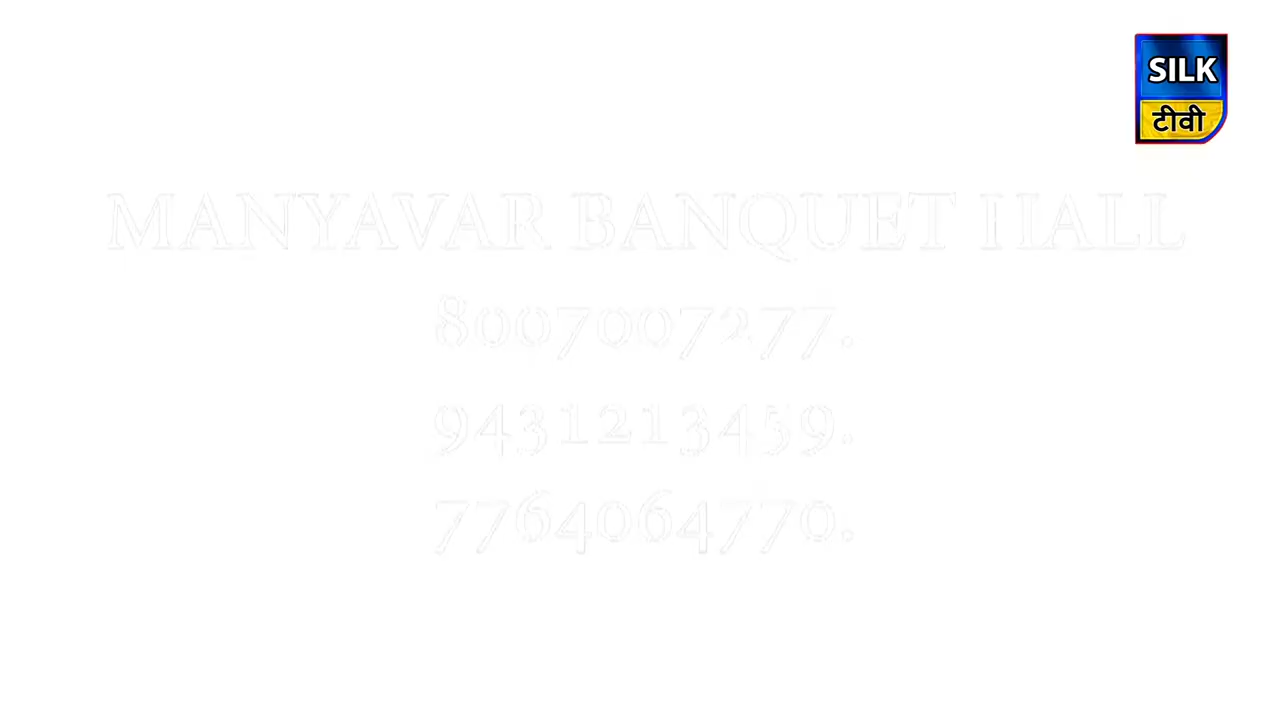 SILK
टीवी
MANYAVAR BANQUET HALL
8007007277.
9431213459.
7764064770.